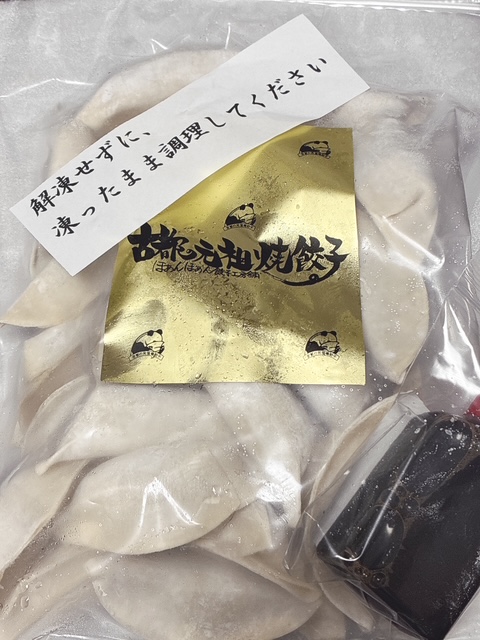 解凍せずに、
凍ったまま調理してください
古都元祖焼餃子